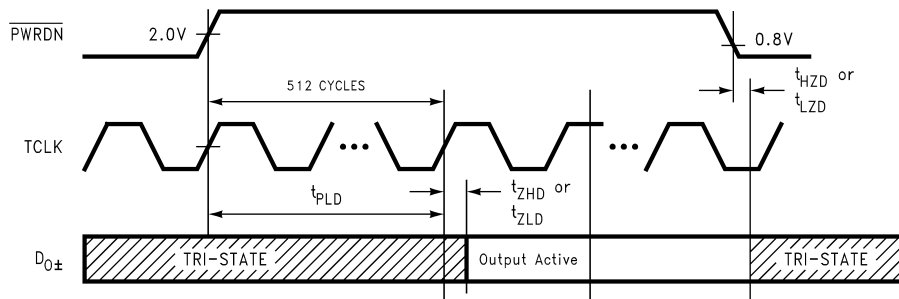 PWRDN
2.0V
0.8V
512 CYCLES
tHZD or
tLZD
TCLK
tPLD
tZHD or
tZLD
DO±
TRI-STATE
Output Active
TRI-STATE